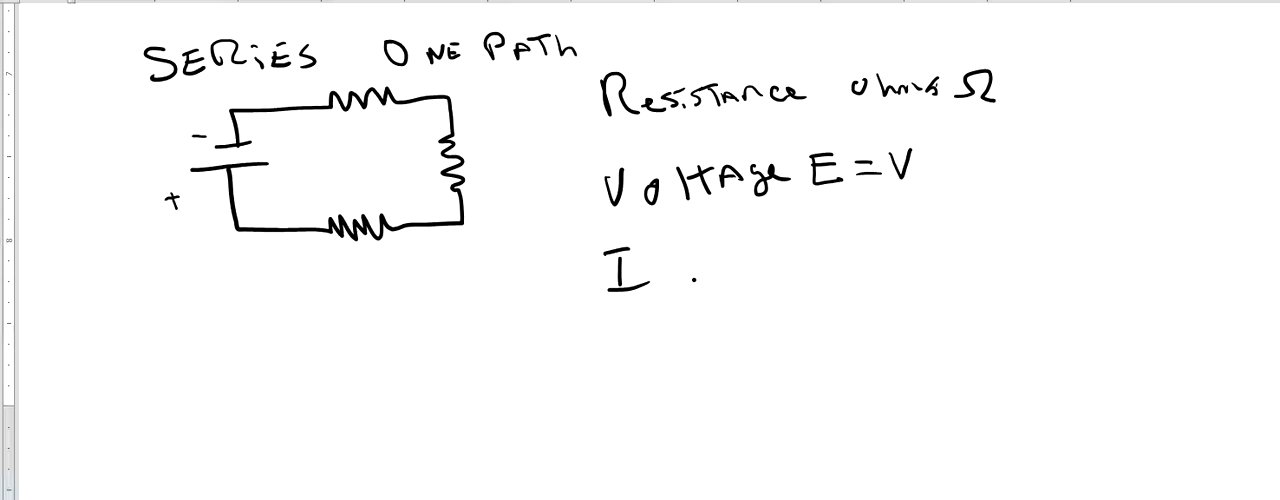 SERiES ONE PATh
ResiSTANce ohms Ω
VoltAge E = V
- 
+
I .